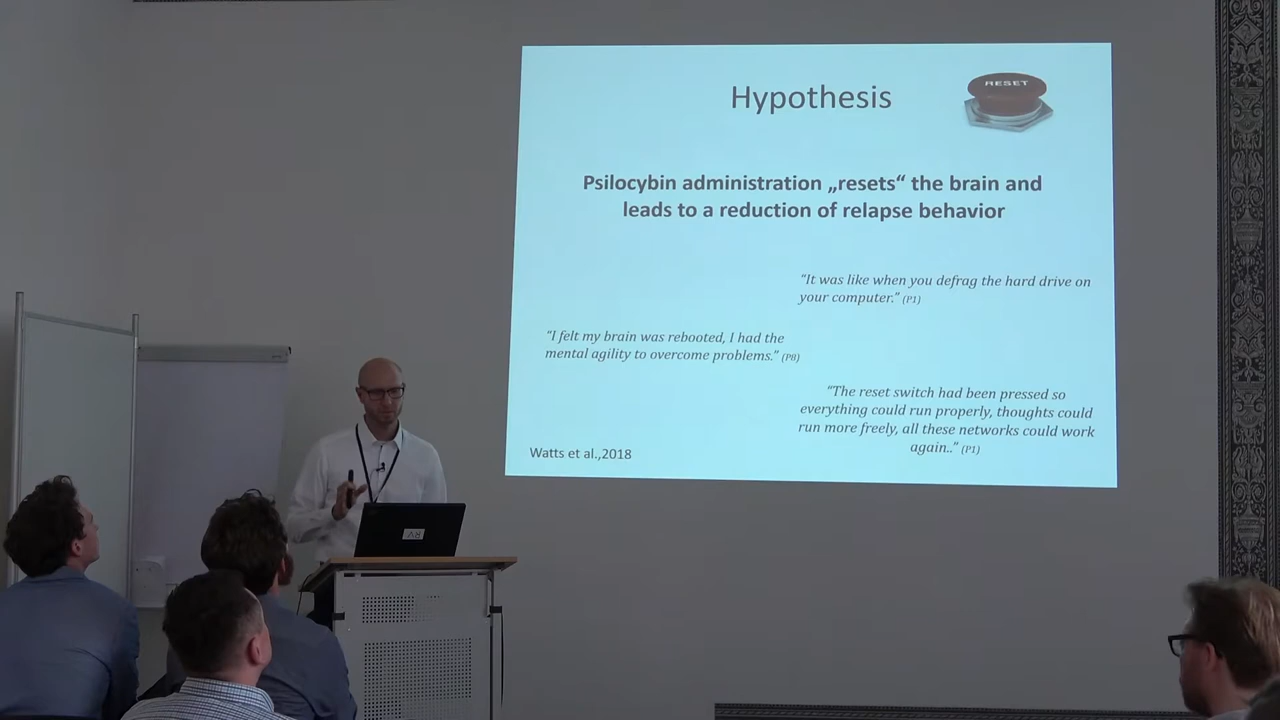 Hypothesis
RESET
Psilocybin administration „resets“ the brain and
leads to a reduction of relapse behavior
“It was like when you defrag the hard drive on
your computer.” (P1)
“I felt my brain was rebooted, I had the
mental agility to overcome problems.” (P8)
“The reset switch had been pressed so
everything could run properly, thoughts could
run more freely, all these networks could work
again..” (P1)
Watts et al.,2018